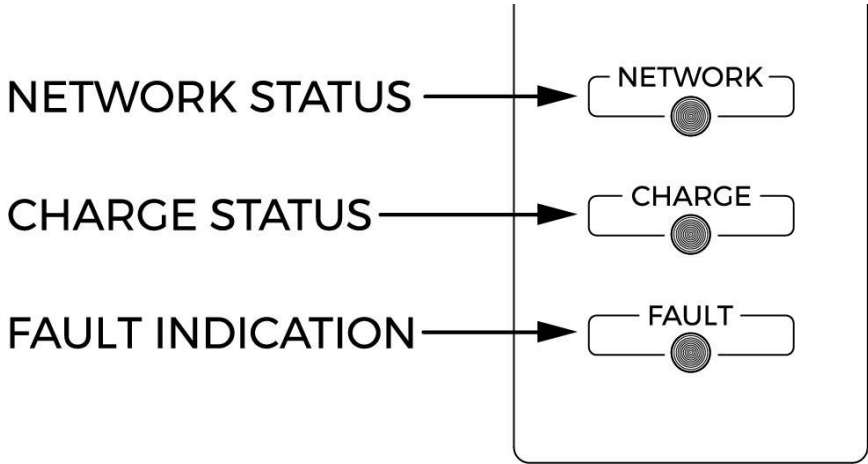 NETWORK STATUS
NETWORK
CHARGE STATUS
CHARGE
FAULT INDICATION
FAULT